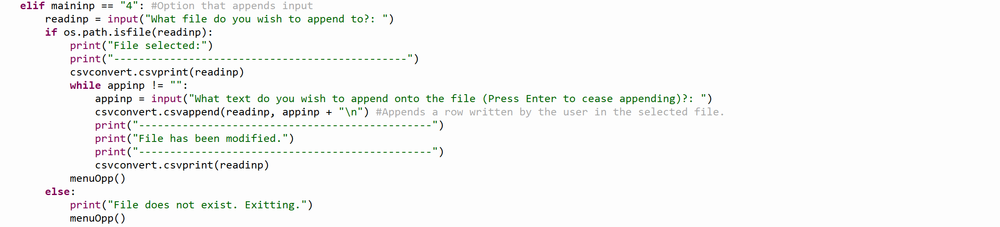 elif maininp == "4": #Option that appends input
readinp = input("What file do you wish to append to?: ")
if os.path.isfile(readinp):
print("File selected:")
print("-----------------------------------------------")
csvconvert.csvprint(readinp)
while appinp != "":
appinp = input("What text do you wish to append onto the file (Press Enter to cease appending)?: ")
csvconvert.csvappend(readinp, appinp + "\n") #Appends a row written by the user in the selected file.
print("-----------------------------------------------")
print("File has been modified.")
print("-----------------------------------------------")
csvconvert.csvprint(readinp)
menuOpp()
else:
print("File does not exist. Exitting.")
menuOpp()